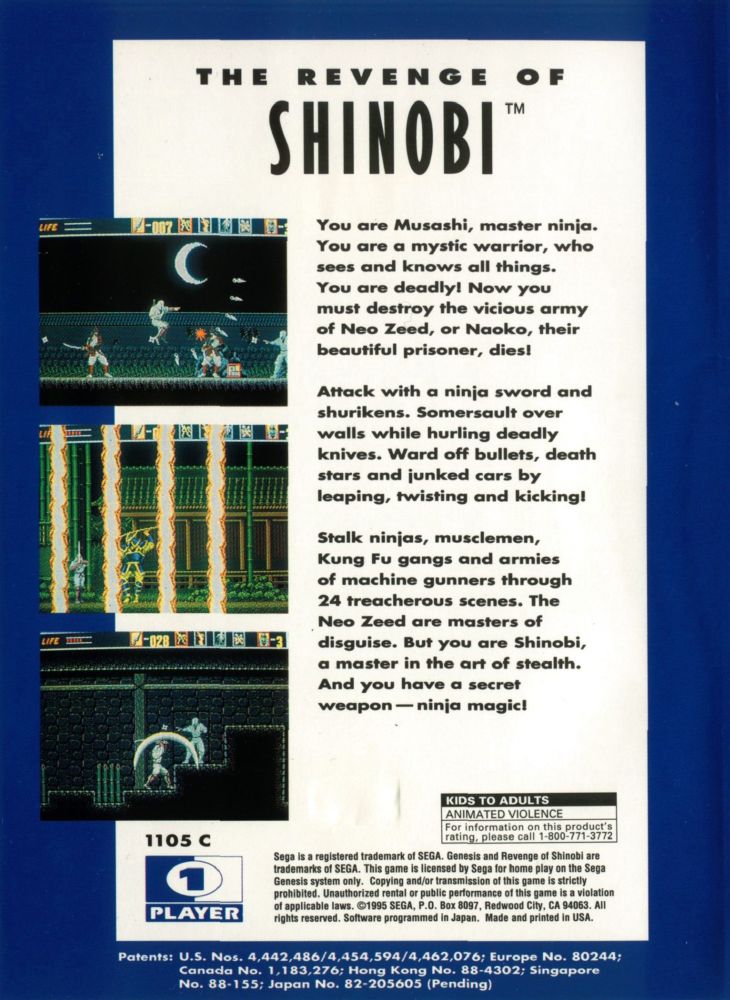 THE REVENGE OF
SHINOBI™
LIFE -007
You are Musashi, master ninja.
You are a mystic warrior, who
sees and knows all things.
You are deadly! Now you
must destroy the vicious army
of Neo Zeed, or Naoko, their
beautiful prisoner, dies!
Attack with a ninja sword and
shurikens. Somersault over
walls while hurling deadly
knives. Ward off bullets, death
stars and junked cars by
leaping, twisting and kicking!
Stalk ninjas, musclemen,
Kung Fu gangs and armies
of machine gunners through
24 treacherous scenes. The
Neo Zeed are masters of
disguise. But you are Shinobi,
a master in the art of stealth.
And you have a secret
weapon — ninja magic!
LIFE -028 -3
KIDS TO ADULTS
ANIMATED VIOLENCE
For information on this product's
rating, please call 1-800-771-3772
1105 C
1
PLAYER
Sega is a registered trademark of SEGA. Genesis and Revenge of Shinobi are
trademarks of SEGA. This game is licensed by Sega for home play on the Sega
Genesis system only. Copying and/or transmission of this game is strictly
prohibited. Unauthorized rental or public performance of this game is a violation
of applicable laws. ©1995 SEGA, P.O. Box 8097, Redwood City, CA 94063. All
rights reserved. Software programmed in Japan. Made and printed in USA.
Patents: U.S. Nos. 4,442,486/4,454,594/4,462,076; Europe No. 80244;
Canada No. 1,183,276; Hong Kong No. 88-4302; Singapore
No. 88-155; Japan No. 82-205605 (Pending)